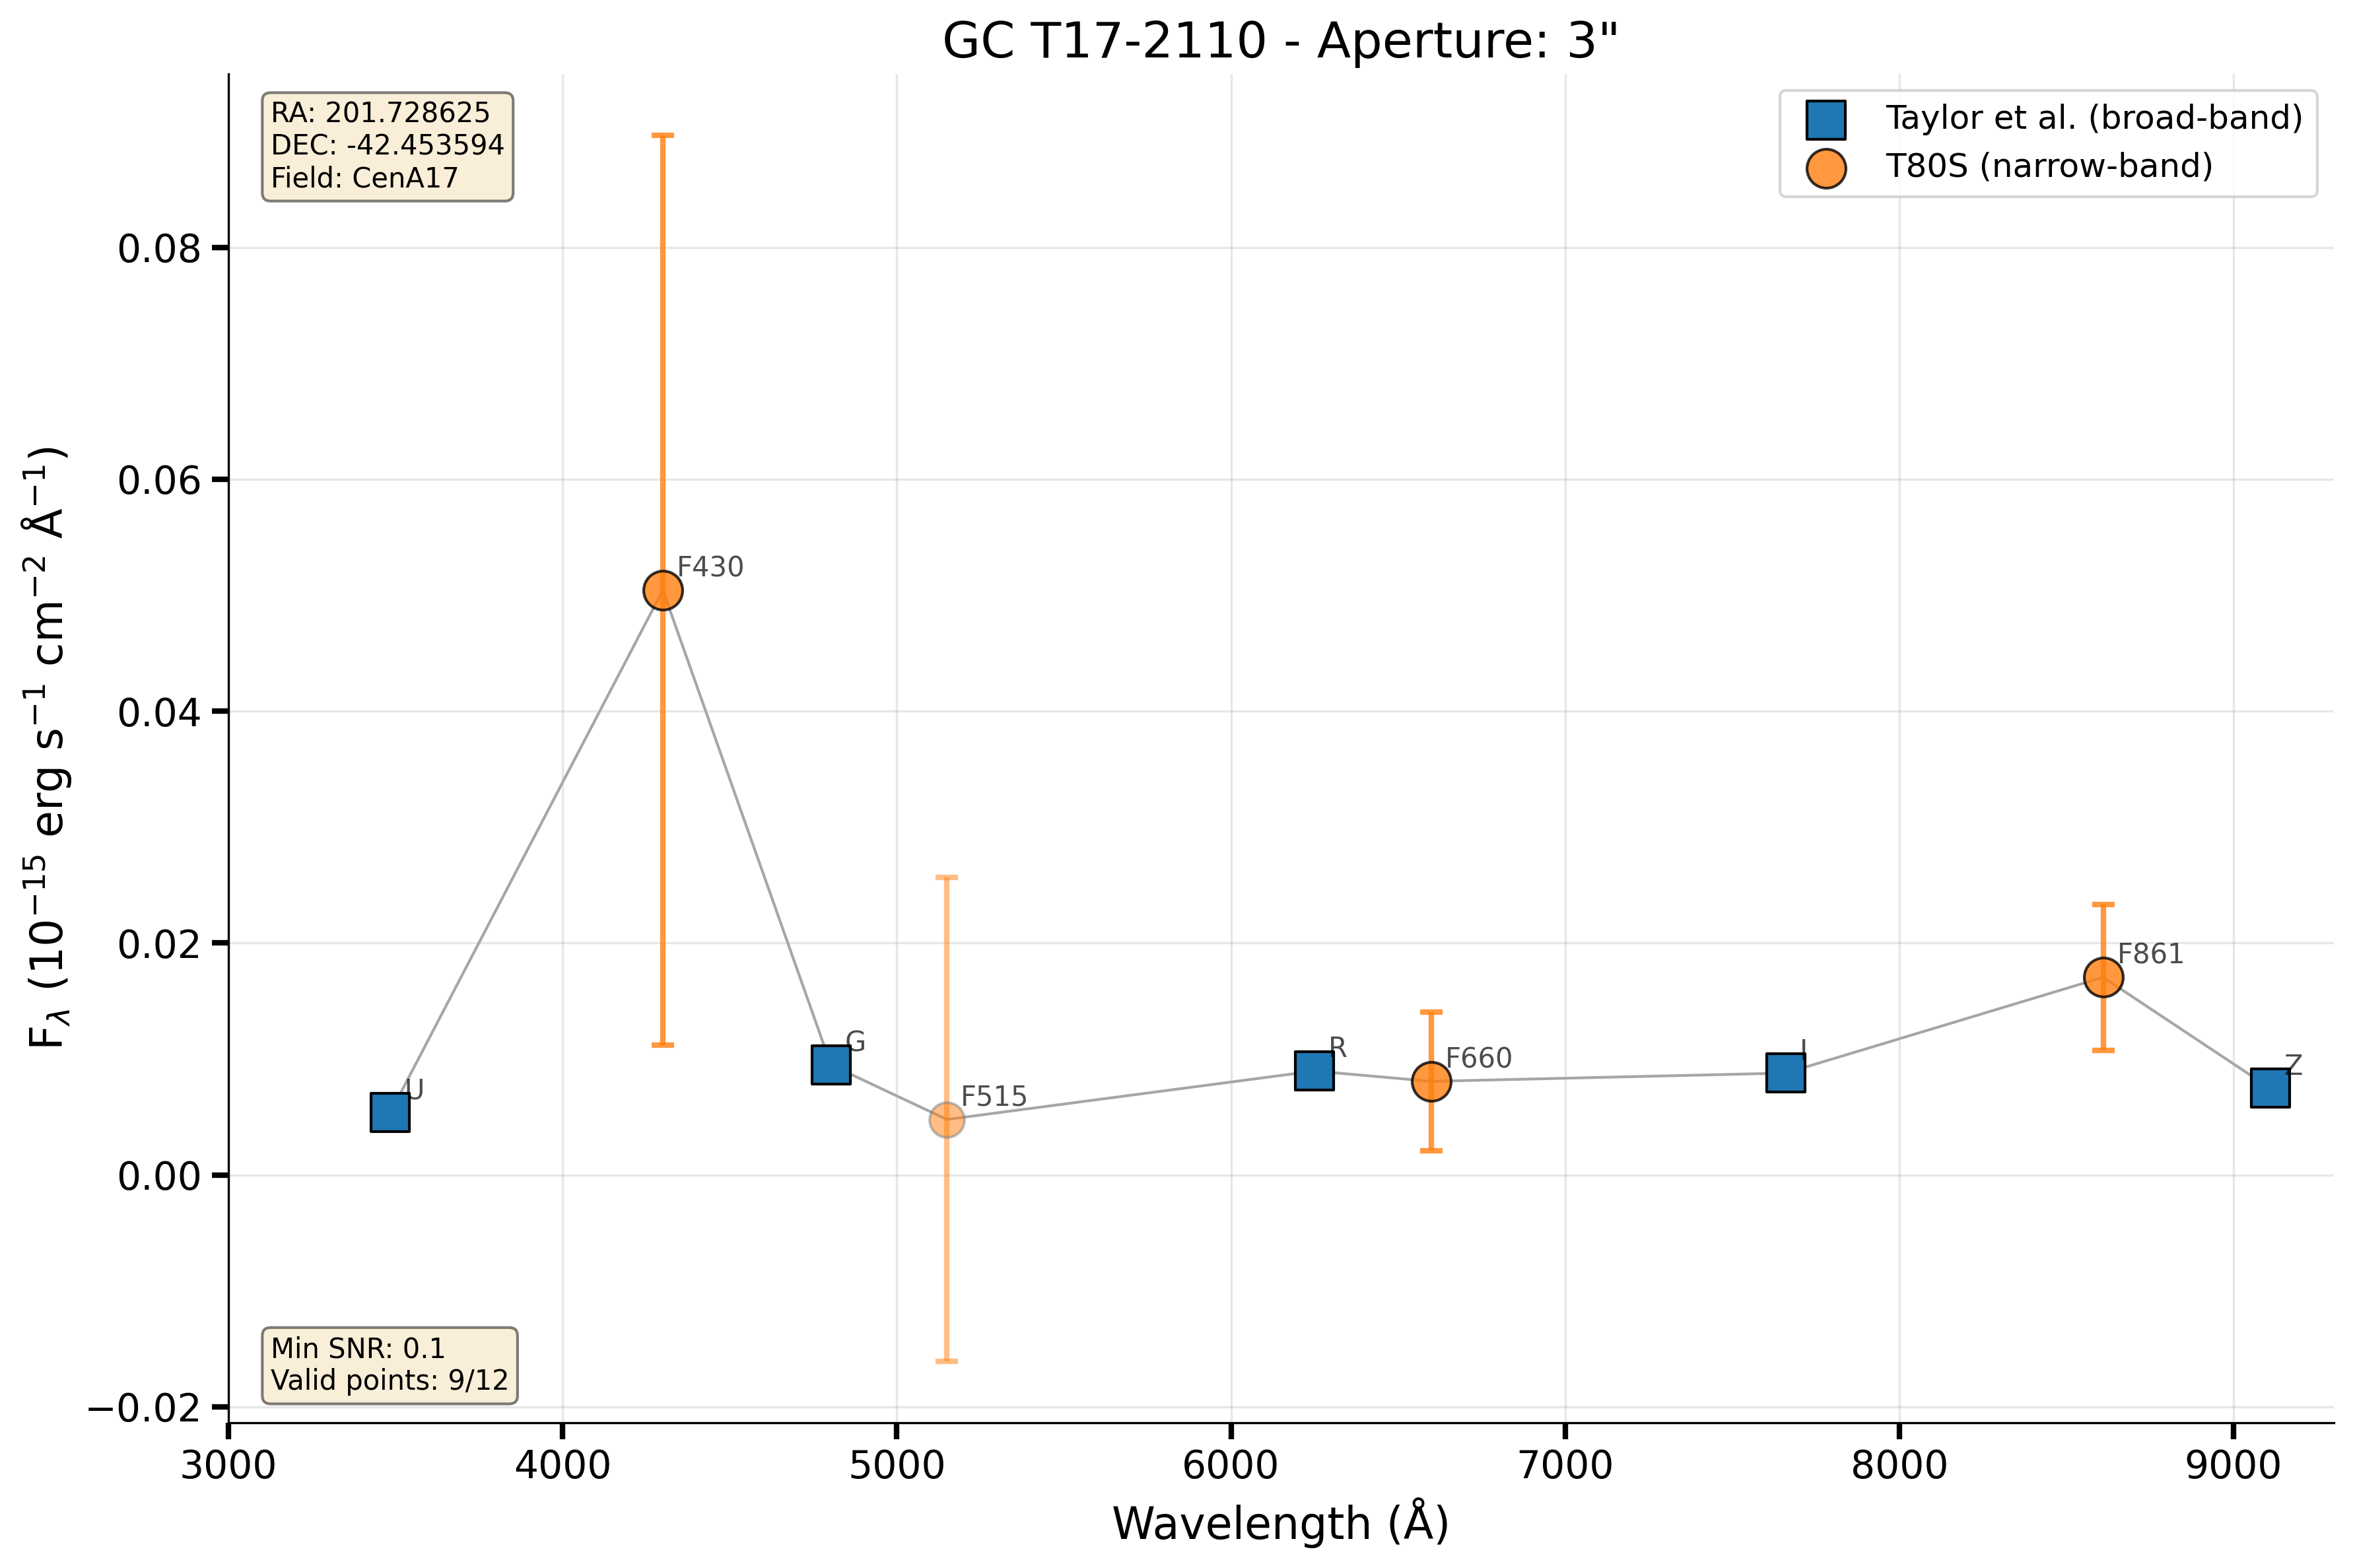 GC T17-2110 - Aperture: 3"
RA: 201.728625
DEC: -42.453594
Field: CenA17
Taylor et al. (broad-band)
T80S (narrow-band)
0.08
0.06
0.04
0.02
0.00
−0.02
F430
U
G
F515
R
F660
I
F861
Z
Min SNR: 0.1
Valid points: 9/12
3000
4000
5000
6000
7000
8000
9000
Wavelength (Å)
Fλ (10⁻¹⁵ erg s⁻¹ cm⁻² Å⁻¹)